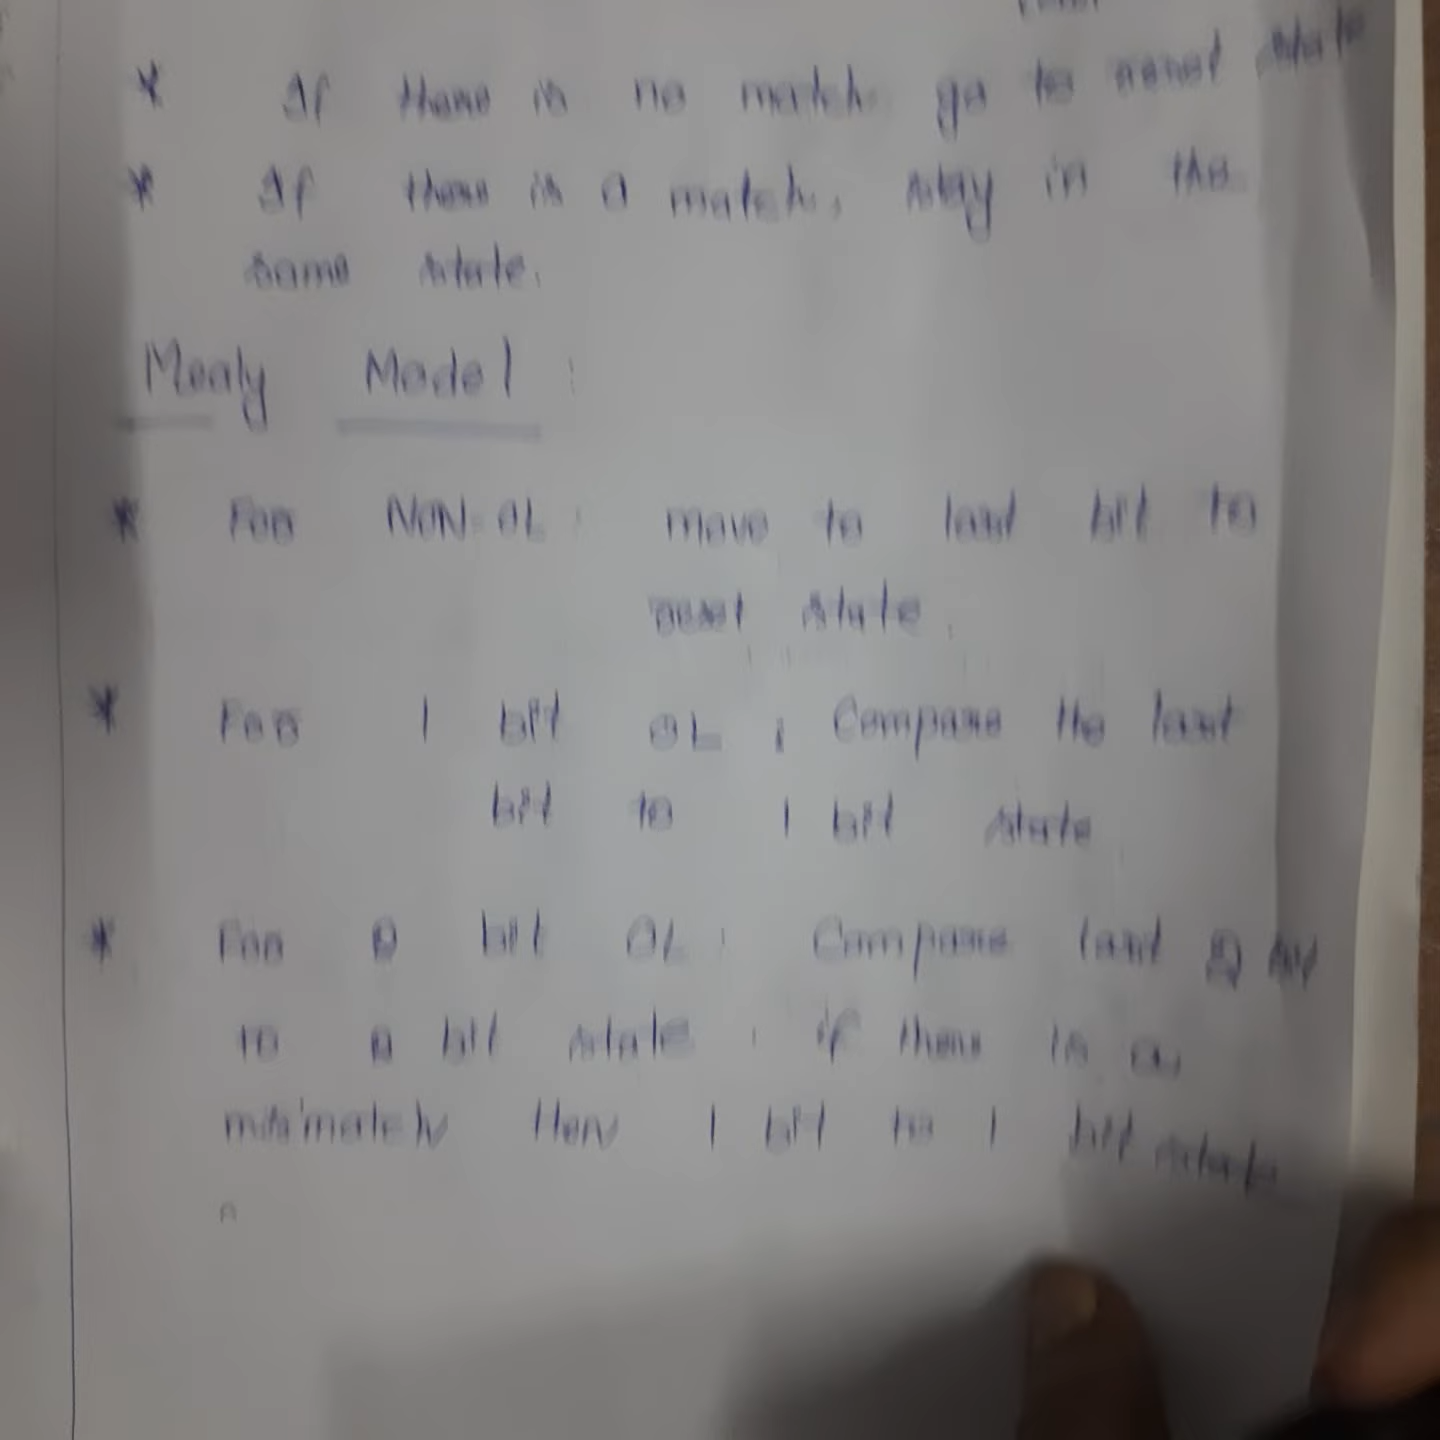 * If there is no match go to reset state
* If there is a match, stay in the
same state.
Mealy Model :
* For NON-OL : move to last bit to
reset state.
* For 1 bit OL : Compare the last
bit to 1 bit state
* For 2 bit OL : Compare last 2 bit
to 2 bit state . if there is a
mismatch then 1 bit to 1 bit state